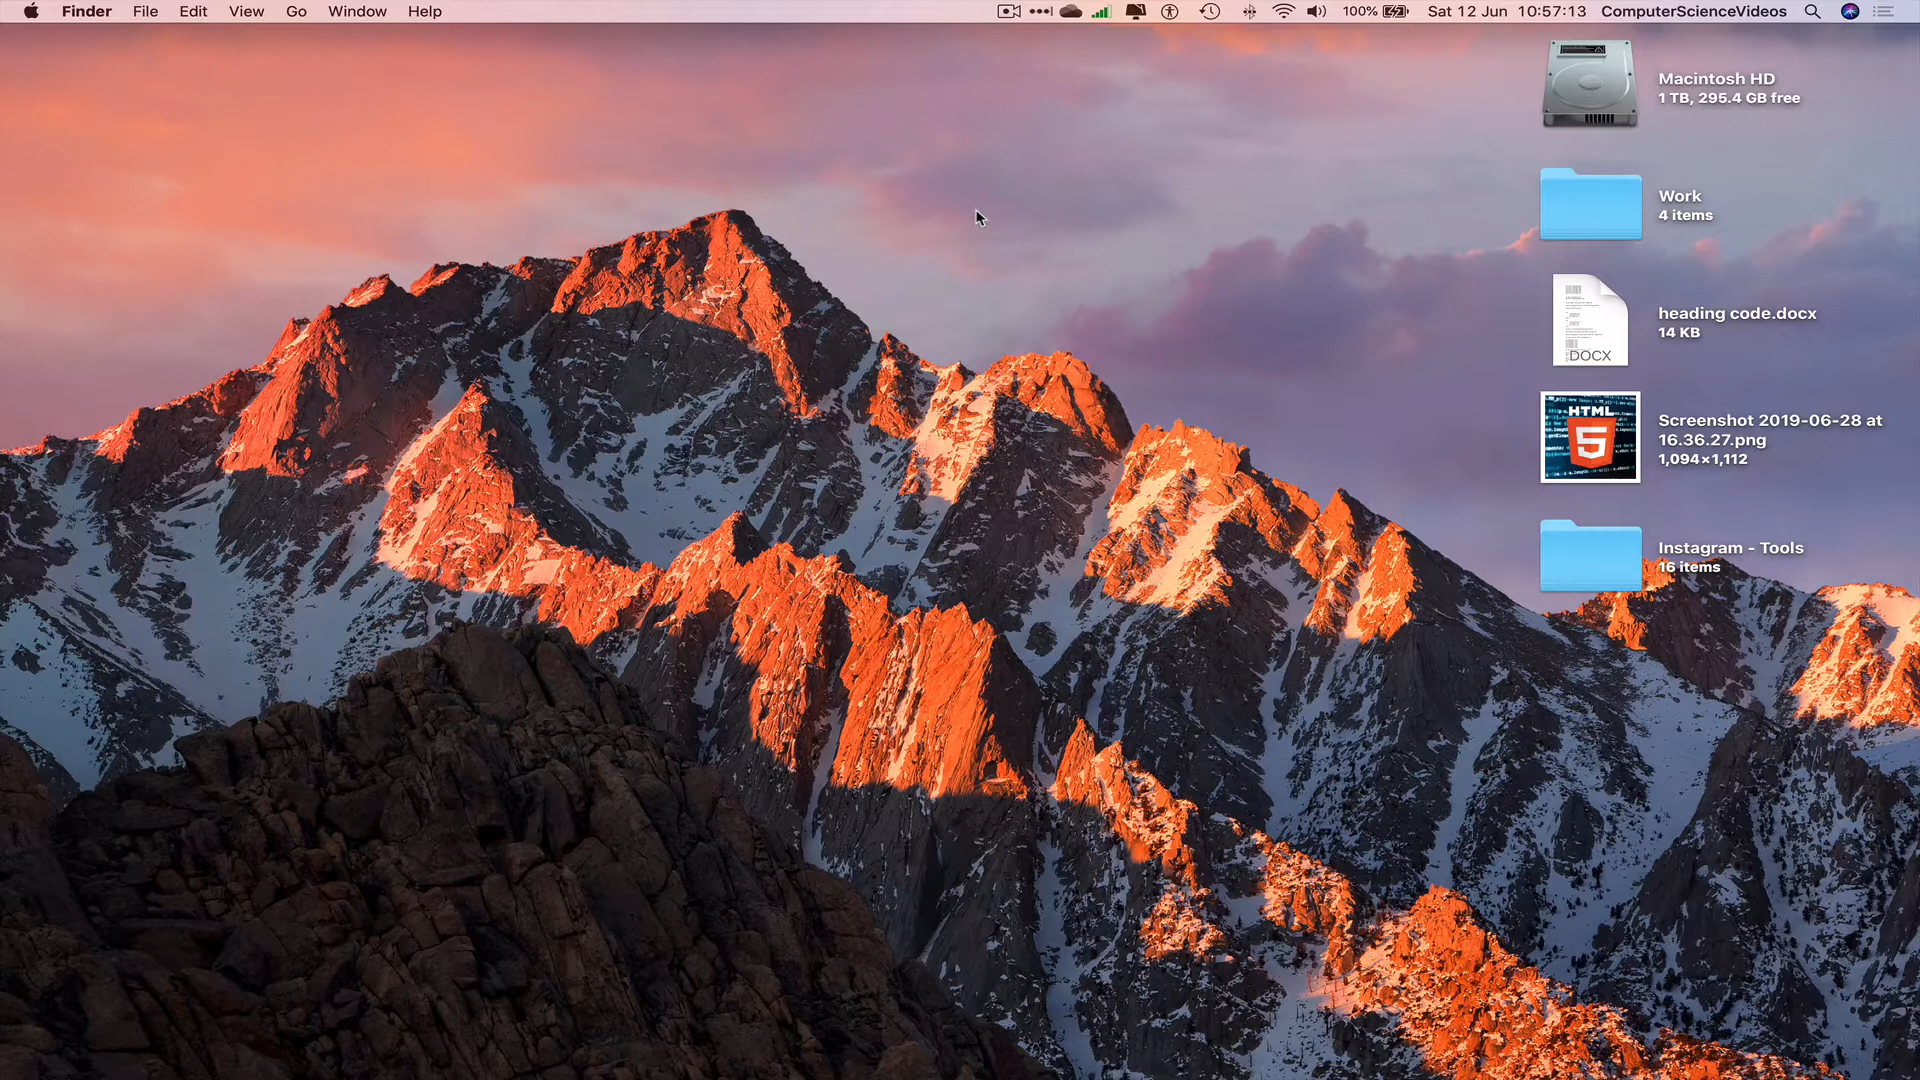 Finder File Edit View Go Window Help 100% Sat 12 Jun 10:57:13 ComputerScienceVideos
Macintosh HD
1 TB, 295.4 GB free
Work
4 items
heading code.docx
14 KB
DOCX
HTML
5
Screenshot 2019-06-28 at
16.36.27.png
1,094×1,112
Instagram - Tools
16 items